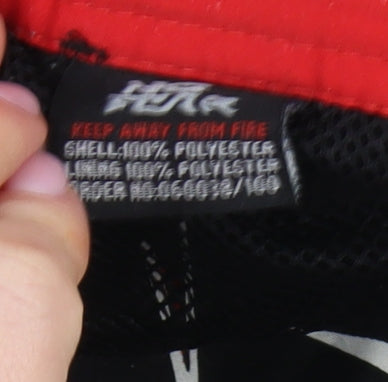 KEEP AWAY FROM FIRE
SHELL:100% POLYESTER
LINING 100% POLYESTER
ORDER NO: